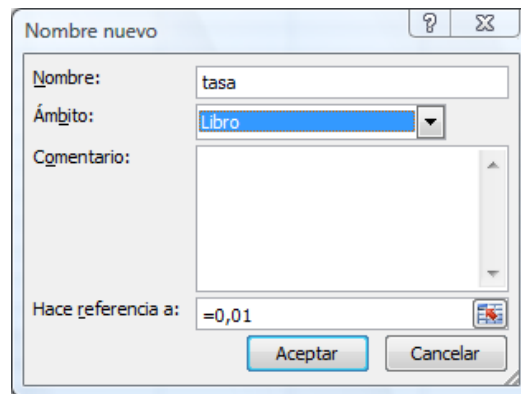 Nombre nuevo
Nombre: tasa
Ámbito: Libro
Comentario:
Hace referencia a: =0,01
Aceptar Cancelar